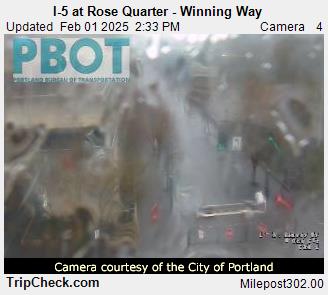 I-5 at Rose Quarter - Winning Way
Updated  Feb 01 2025  2:33 PM
Camera  4
PBOT
PORTLAND BUREAU OF TRANSPORTATION
Camera courtesy of the City of Portland
TripCheck.com
Milepost302.00